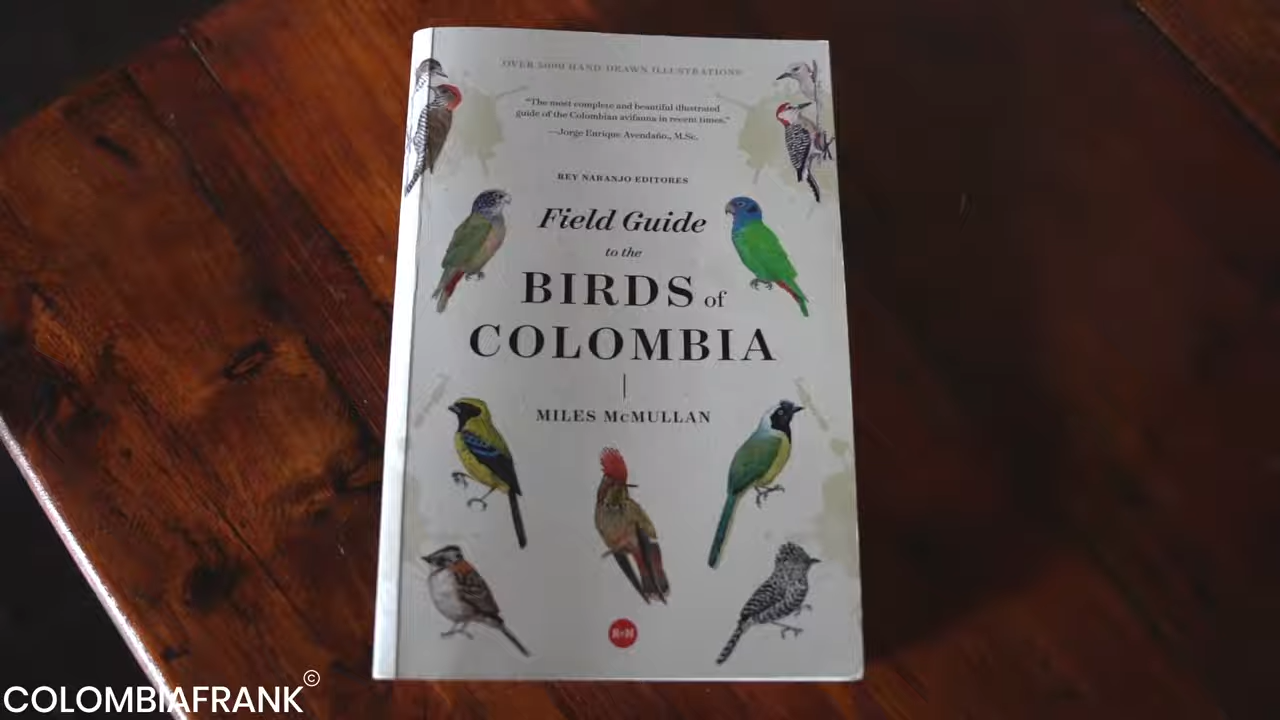 OVER 5000 HAND-DRAWN ILLUSTRATIONS
“The most complete and beautiful illustrated
guide of the Colombian avifauna in recent times.”
—Jorge Enrique Avendaño., M.Sc.
REY NARANJO EDITORES
Field Guide
to the
BIRDS of
COLOMBIA
MILES McMULLAN
R+N
COLOMBIAFRANK©